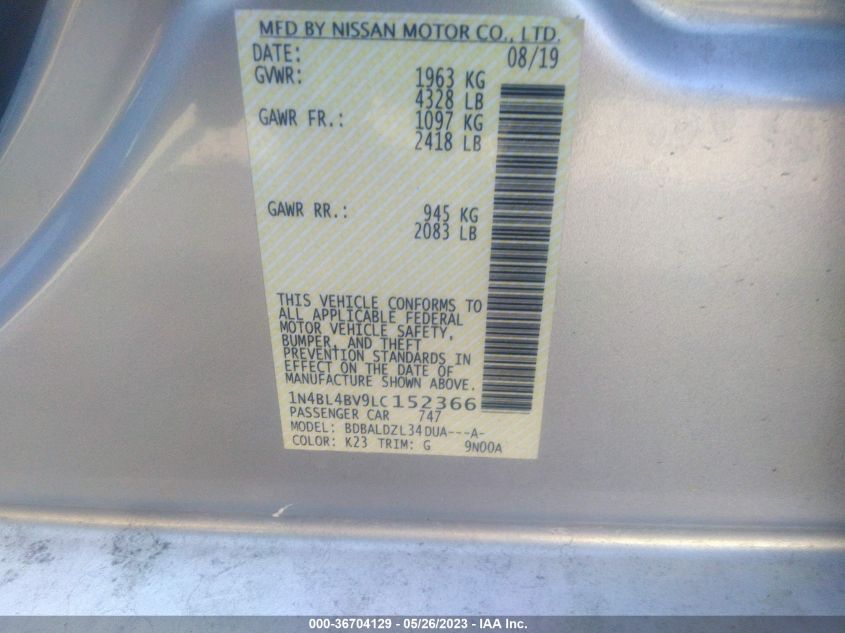 MFD BY NISSAN MOTOR CO., LTD.
DATE: 08/19
GVWR: 1963 KG
4328 LB
GAWR FR.: 1097 KG
2418 LB
GAWR RR.: 945 KG
2083 LB
THIS VEHICLE CONFORMS TO
ALL APPLICABLE FEDERAL
MOTOR VEHICLE SAFETY,
BUMPER, AND THEFT
PREVENTION STANDARDS IN
EFFECT ON THE DATE OF
MANUFACTURE SHOWN ABOVE.
1N4BL4BV9LC152366
PASSENGER CAR 747
MODEL: BDBALDZL34DUA---A-
COLOR: K23 TRIM: G 9N00A
000-36704129 - 05/26/2023 - IAA Inc.